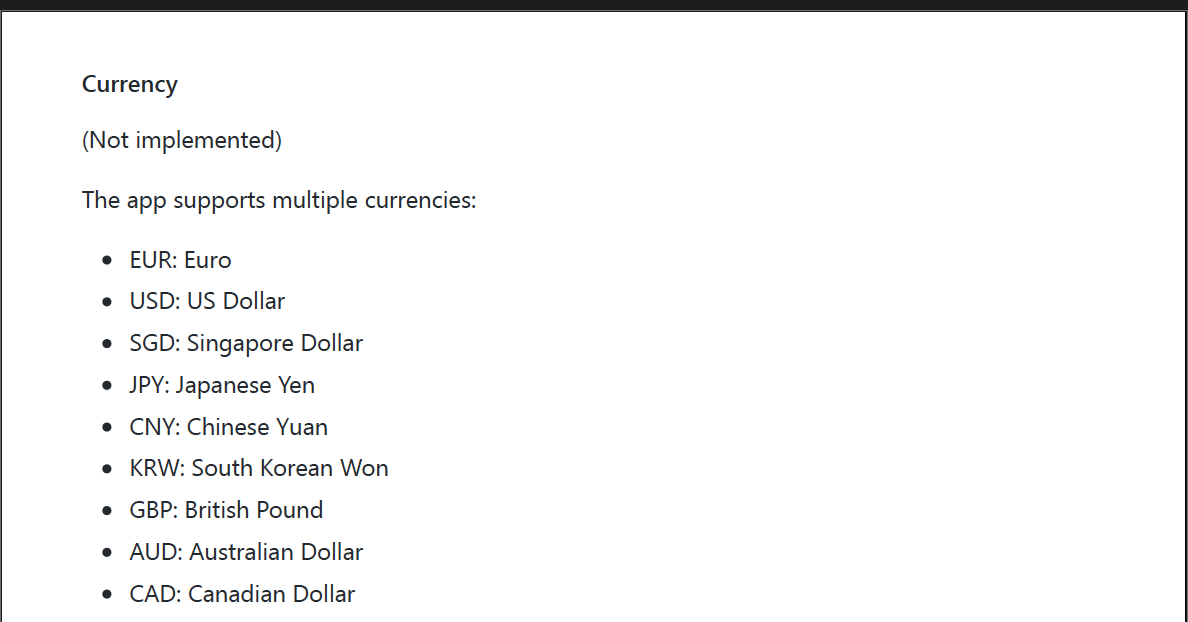 Currency
(Not implemented)
The app supports multiple currencies:
• EUR: Euro
• USD: US Dollar
• SGD: Singapore Dollar
• JPY: Japanese Yen
• CNY: Chinese Yuan
• KRW: South Korean Won
• GBP: British Pound
• AUD: Australian Dollar
• CAD: Canadian Dollar